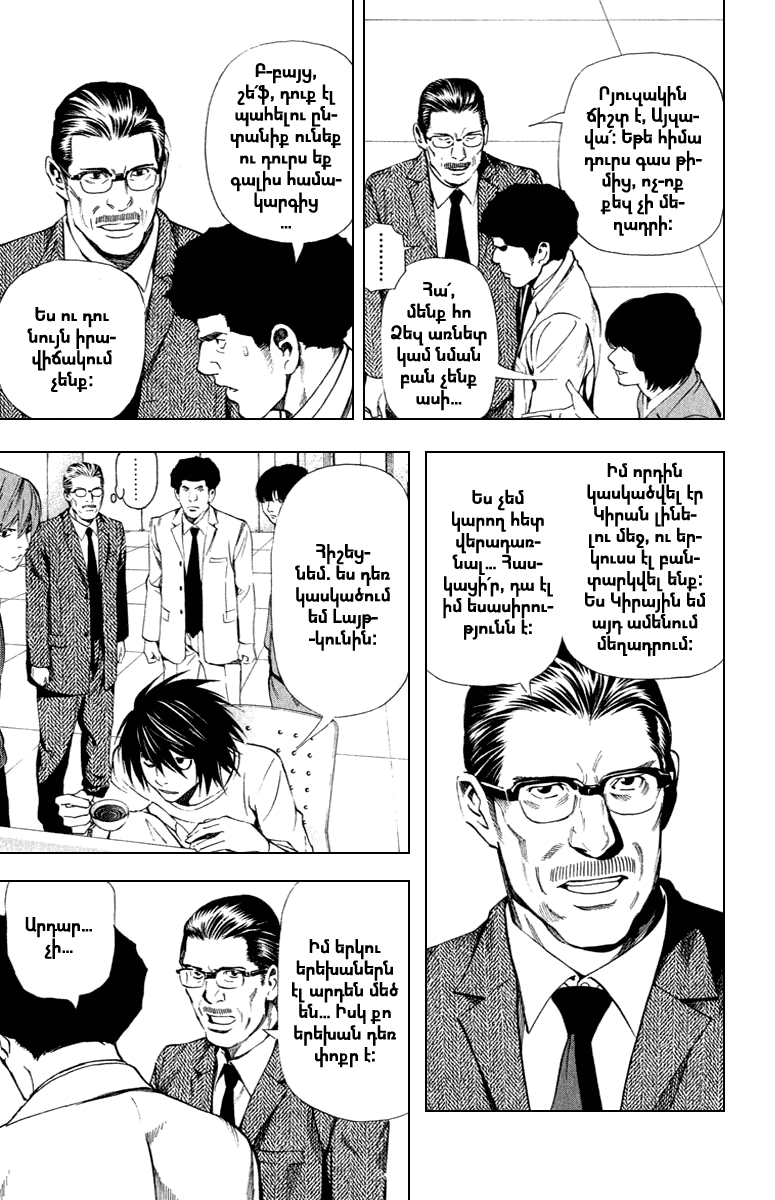 Րյուզակին
ճիշտ է, Այզա-
վա՛: Եթե հիմա
դուրս գաս թի-
մից, ոչ-ոք
քեզ չի մե-
ղադրի:
........
Հա՛,
մենք հո
Ձեզ առնետ
կամ նման
բան չենք
ասի...
Բ-բայց,
շե՛ֆ, դուք էլ
պահելու ըն-
տանիք ունեք
ու դուրս եք
գալիս համա-
կարգից
...
Ես ու դու
նույն իրա-
վիճակում
չենք:
Իմ որդին
կասկածվել էր
Կիրան լինե-
լու մեջ, ու եր-
կուսս էլ բան-
տարկվել ենք:
Ես Կիրային եմ
այդ ամենում
մեղադրում:
Ես չեմ
կարող հետ
վերադառ-
նալ... Հաս-
կացի՛ր, դա էլ
իմ եսասիրու-
թյունն է:
........
Հիշեց-
նեմ. ես դեռ
կասկածում
եմ Լայթ-
-կունին:
Իմ երկու
երեխաներն
էլ արդեն մեծ
են... Իսկ քո
երեխան դեռ
փոքր է:
Արդար...
չի...